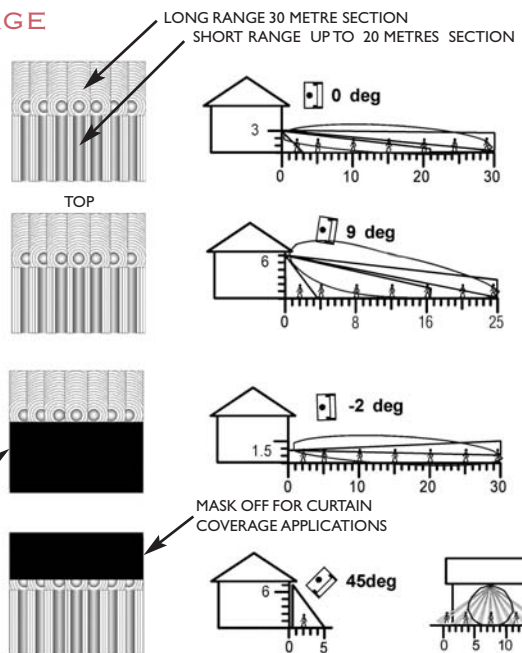 AGE
LONG RANGE 30 METRE SECTION
SHORT RANGE UP TO 20 METRES SECTION
0 deg
3
0 10 20 30
TOP
9 deg
6
0 8 16 25
-2 deg
1.5
0 10 20 30
MASK OFF FOR CURTAIN
COVERAGE APPLICATIONS
45deg
6
0 5
0 5 10